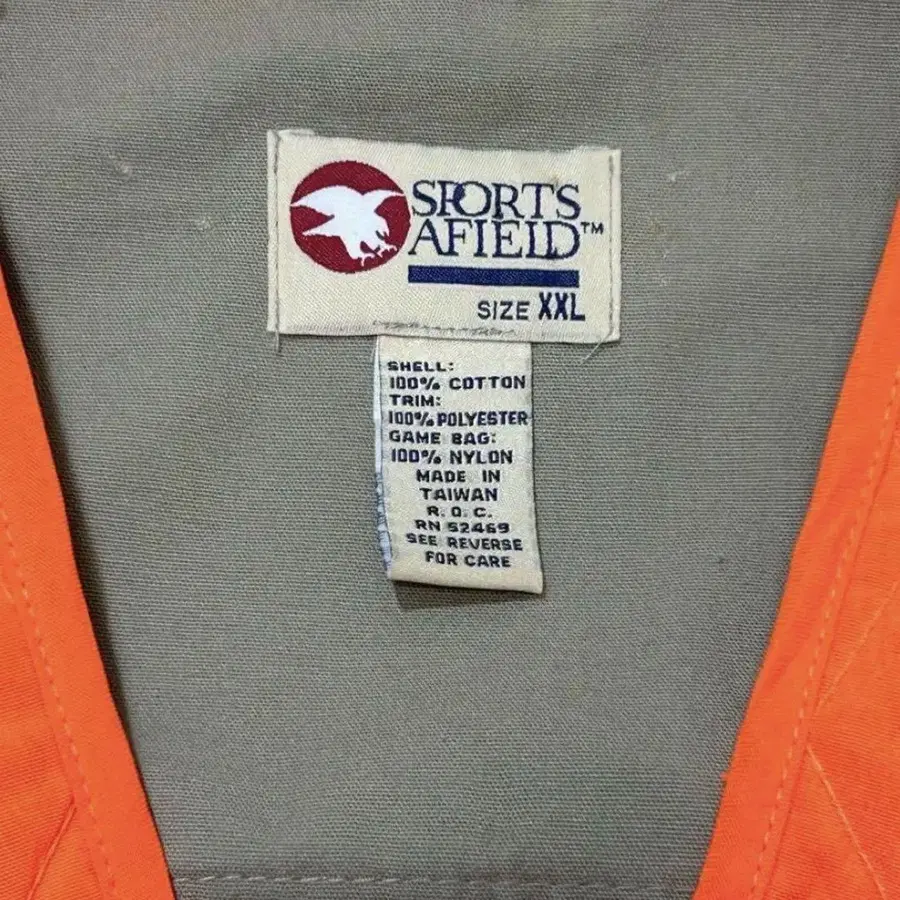 SPORTS
AFIELD™
SIZE XXL
SHELL:
100% COTTON
TRIM:
100% POLYESTER
GAME BAG:
100% NYLON
MADE IN
TAIWAN
R. O. C.
RN 52469
SEE REVERSE
FOR CARE